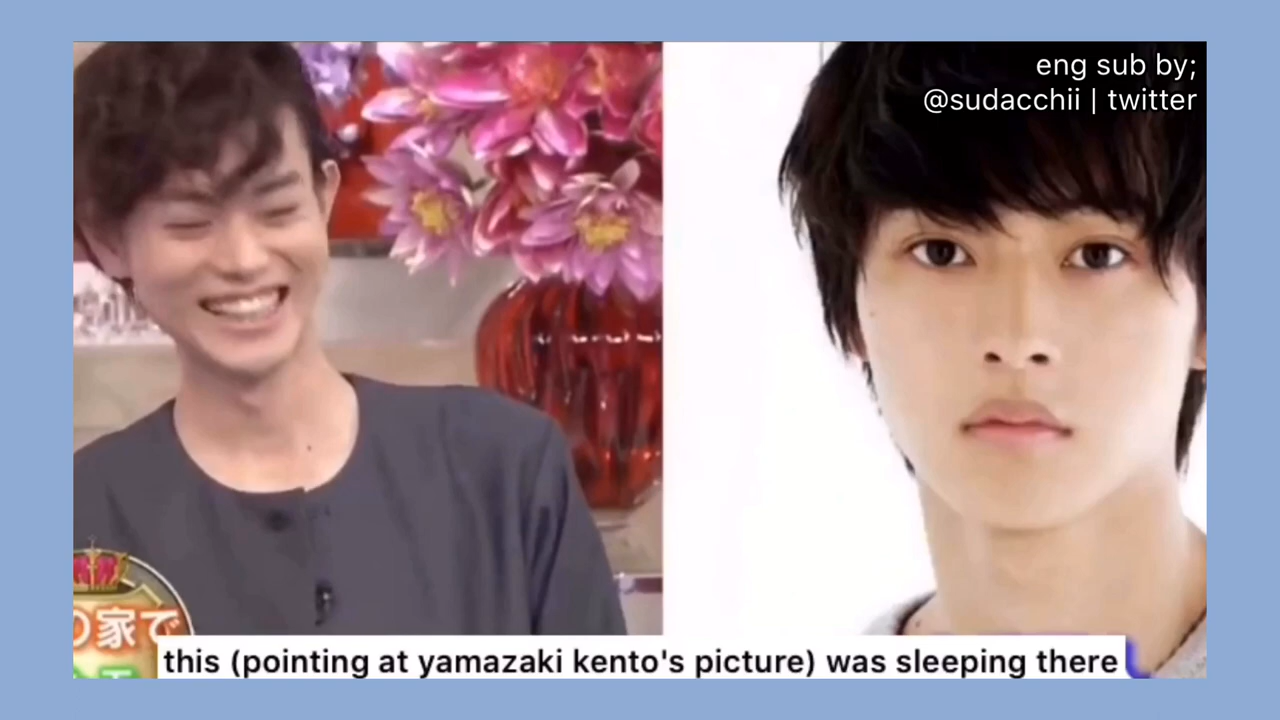 eng sub by;
@sudacchii | twitter
の家で
this (pointing at yamazaki kento's picture) was sleeping there